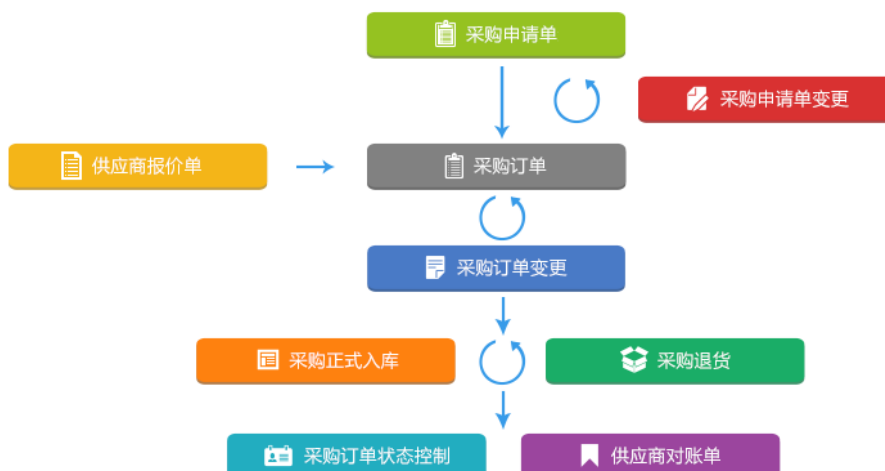 采购申请单
采购申请单变更
供应商报价单
采购订单
采购订单变更
采购正式入库
采购退货
采购订单状态控制
供应商对账单